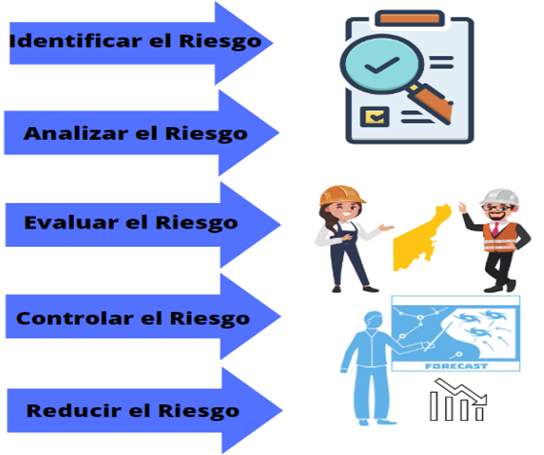 Identificar el Riesgo
Analizar el Riesgo
Evaluar el Riesgo
Controlar el Riesgo
FORECAST
Reducir el Riesgo